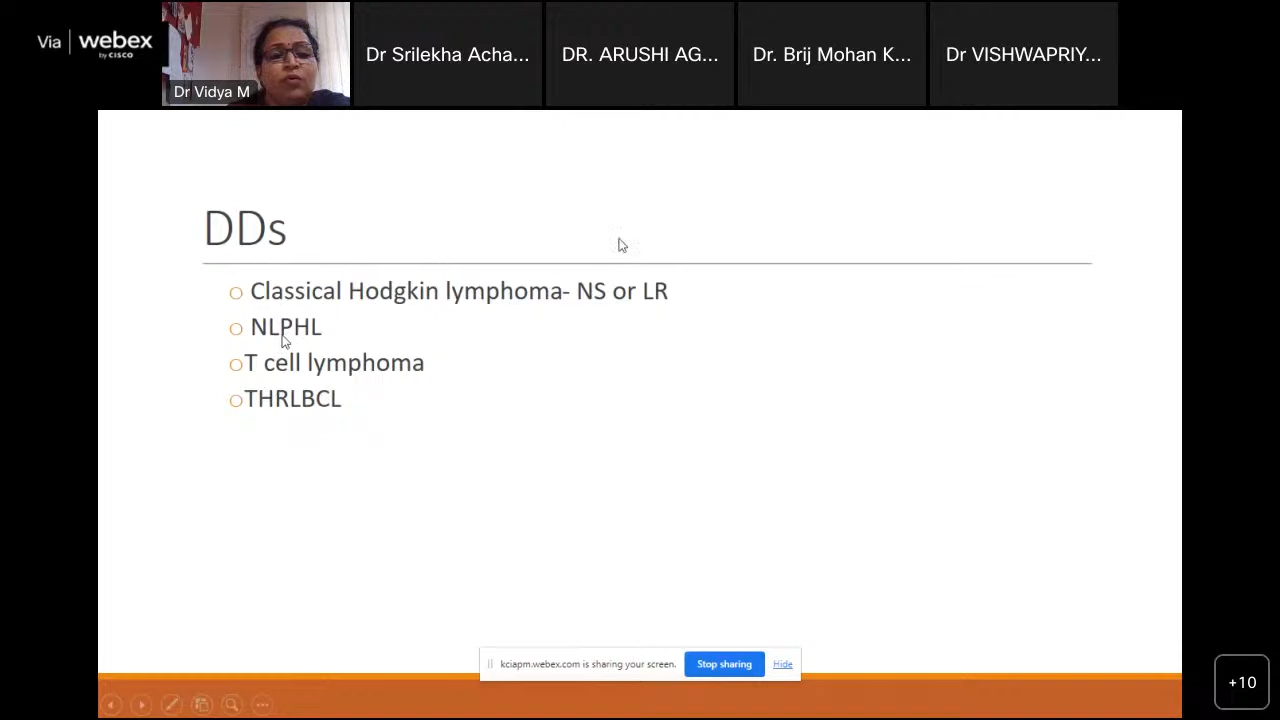 Via webex
by CISCO
Dr Vidya M
Dr Srilekha Acha...
DR. ARUSHI AG...
Dr. Brij Mohan K...
Dr VISHWAPRIY...
DDs
Classical Hodgkin lymphoma- NS or LR
NLPHL
T cell lymphoma
THRLBCL
kciapm.webex.com is sharing your screen. Stop sharing Hide
+10